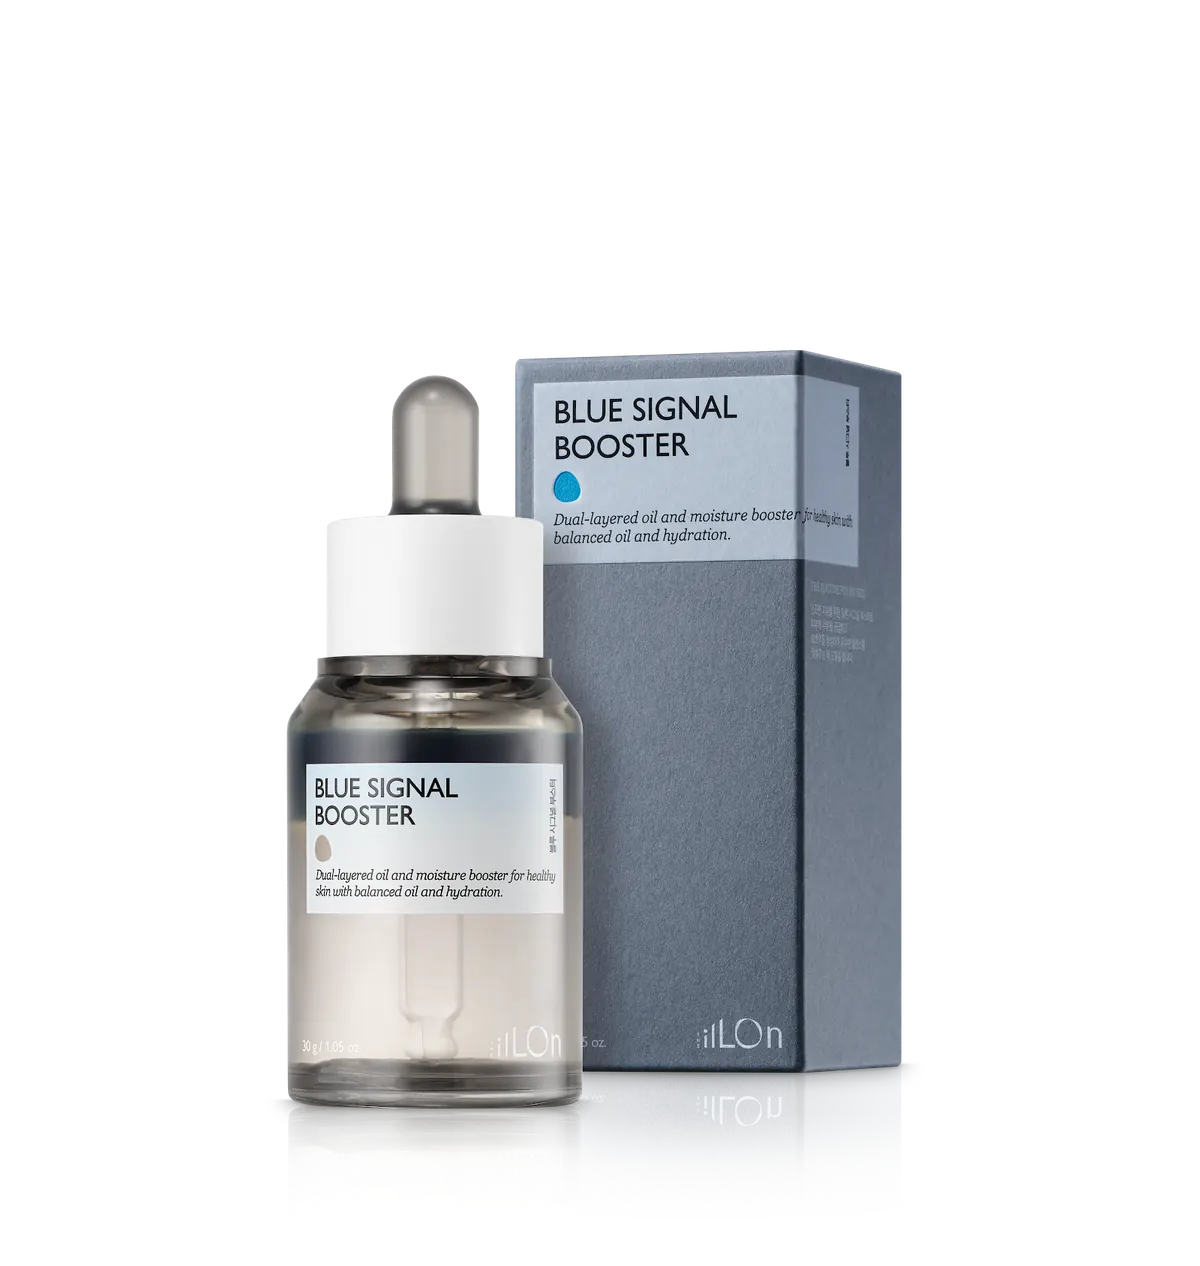 BLUE SIGNAL
BOOSTER
Dual-layered oil and moisture booster for healthy skin with
balanced oil and hydration.
illOn
5 oz.
BLUE SIGNAL
BOOSTER
Dual-layered oil and moisture booster for healthy
skin with balanced oil and hydration.
30 g / 1.05 oz.
illOn